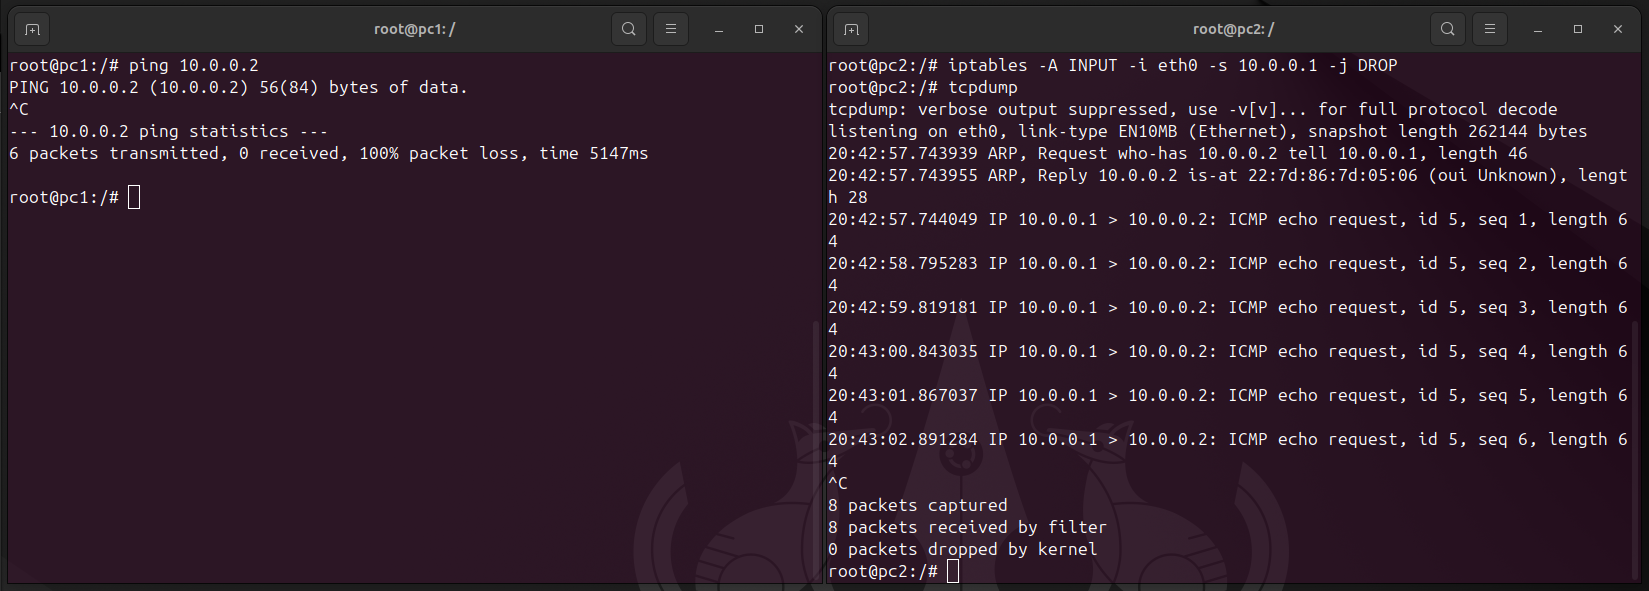 root@pc1: /
root@pc1:/# ping 10.0.0.2
PING 10.0.0.2 (10.0.0.2) 56(84) bytes of data.
^C
--- 10.0.0.2 ping statistics ---
6 packets transmitted, 0 received, 100% packet loss, time 5147ms
root@pc1:/#
root@pc2: /
root@pc2:/# iptables -A INPUT -i eth0 -s 10.0.0.1 -j DROP
root@pc2:/# tcpdump
tcpdump: verbose output suppressed, use -v[v]... for full protocol decode
listening on eth0, link-type EN10MB (Ethernet), snapshot length 262144 bytes
20:42:57.743939 ARP, Request who-has 10.0.0.2 tell 10.0.0.1, length 46
20:42:57.743955 ARP, Reply 10.0.0.2 is-at 22:7d:86:7d:05:06 (oui Unknown), lengt
h 28
20:42:57.744049 IP 10.0.0.1 > 10.0.0.2: ICMP echo request, id 5, seq 1, length 6
4
20:42:58.795283 IP 10.0.0.1 > 10.0.0.2: ICMP echo request, id 5, seq 2, length 6
4
20:42:59.819181 IP 10.0.0.1 > 10.0.0.2: ICMP echo request, id 5, seq 3, length 6
4
20:43:00.843035 IP 10.0.0.1 > 10.0.0.2: ICMP echo request, id 5, seq 4, length 6
4
20:43:01.867037 IP 10.0.0.1 > 10.0.0.2: ICMP echo request, id 5, seq 5, length 6
4
20:43:02.891284 IP 10.0.0.1 > 10.0.0.2: ICMP echo request, id 5, seq 6, length 6
4
^C
8 packets captured
8 packets received by filter
0 packets dropped by kernel
root@pc2:/#